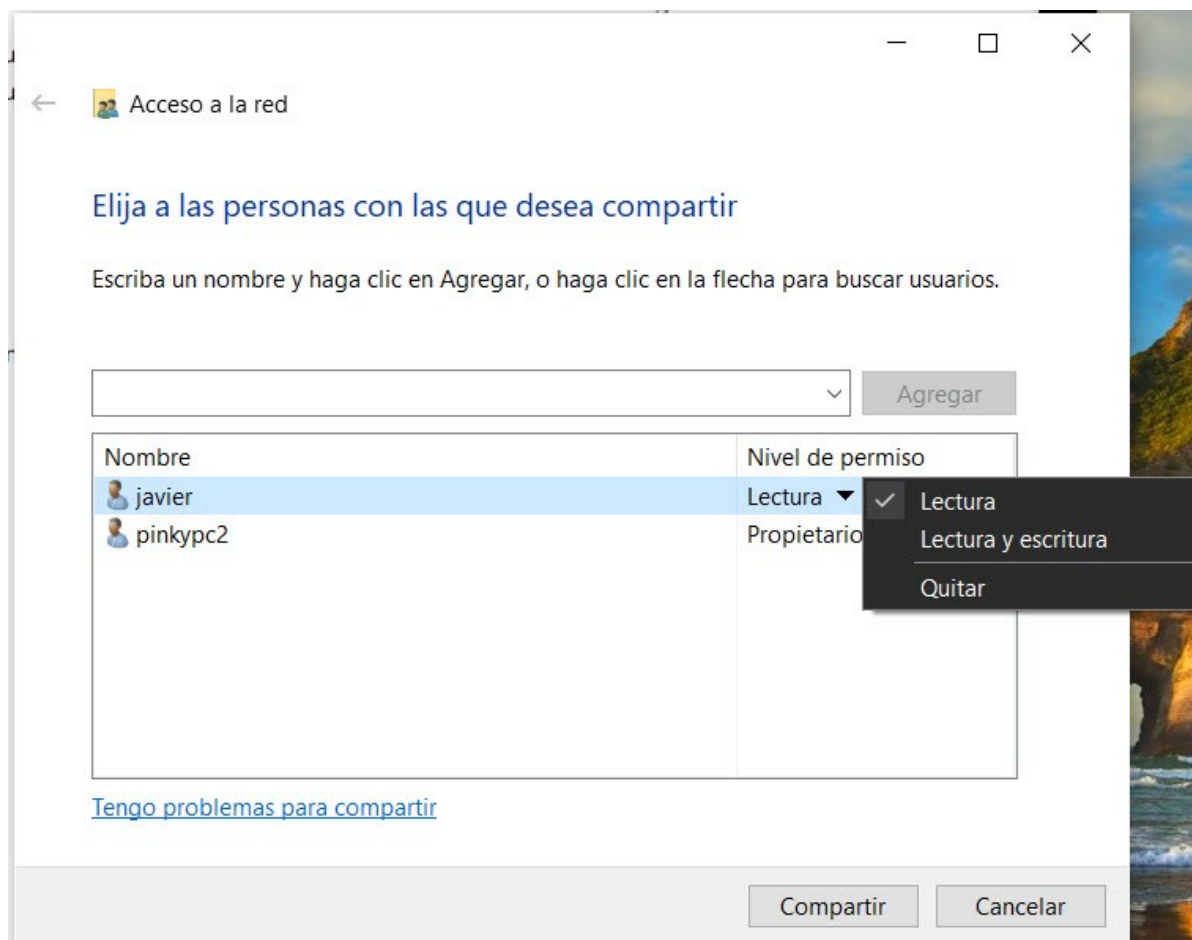 Acceso a la red
Elija a las personas con las que desea compartir
Escriba un nombre y haga clic en Agregar, o haga clic en la flecha para buscar usuarios.
Agregar
Nombre Nivel de permiso
javier Lectura
pinkypc2 Propietario
Lectura
Lectura y escritura
Quitar
Tengo problemas para compartir
Compartir Cancelar